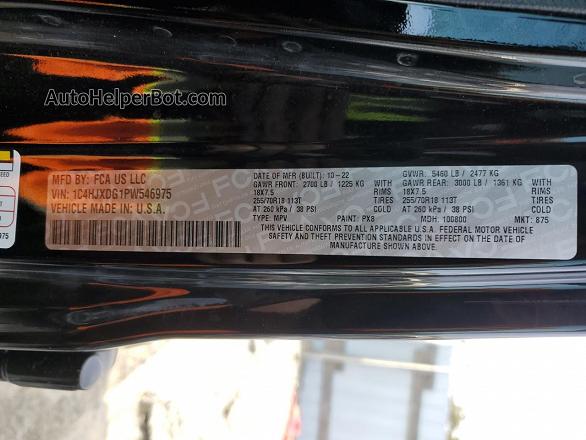 AutoHelperBot.com
MFD BY: FCA US LLC
VIN: 1C4HJXDG1PW546975
VEHICLE MADE IN U.S.A.
DATE OF MFR (BUILT): 10-22 GVWR: 5460 LB / 2477 KG
GAWR FRONT: 2700 LB / 1225 KG WITH GAWR REAR: 3000 LB / 1361 KG WITH
18X7.5 RIMS 18X7.5 RIMS
255/70R18 113T TIRES 255/70R18 113T TIRES
AT 260 kPa / 38 PSI COLD AT 260 kPa / 38 PSI COLD
TYPE: MPV PAINT: PX8 MDH: 100800 MKT: 875
THIS VEHICLE CONFORMS TO ALL APPLICABLE U.S.A. FEDERAL MOTOR VEHICLE
SAFETY AND THEFT PREVENTION STANDARDS IN EFFECT ON THE DATE OF
MANUFACTURE SHOWN ABOVE.
AutoHelperBot.com